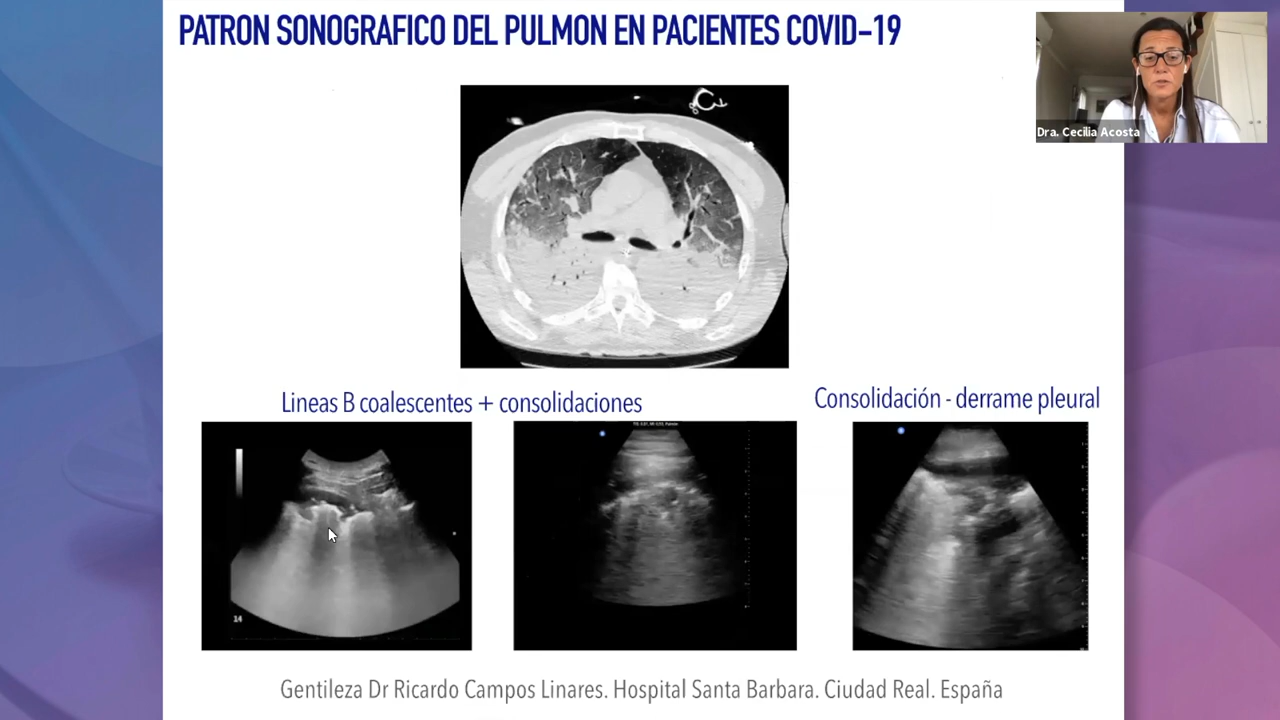 PATRON SONOGRAFICO DEL PULMON EN PACIENTES COVID-19
Dra. Cecilia Acosta
Lineas B coalescentes + consolidaciones
Consolidación - derrame pleural
14
Gentileza Dr Ricardo Campos Linares. Hospital Santa Barbara. Ciudad Real. España